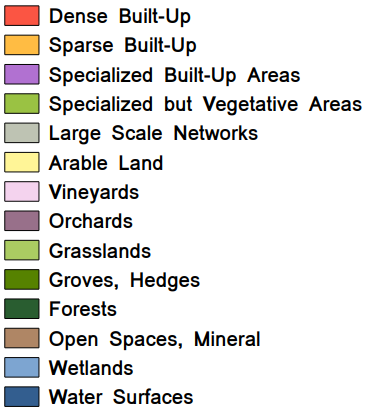 Dense Built-Up
Sparse Built-Up
Specialized Built-Up Areas
Specialized but Vegetative Areas
Large Scale Networks
Arable Land
Vineyards
Orchards
Grasslands
Groves, Hedges
Forests
Open Spaces, Mineral
Wetlands
Water Surfaces